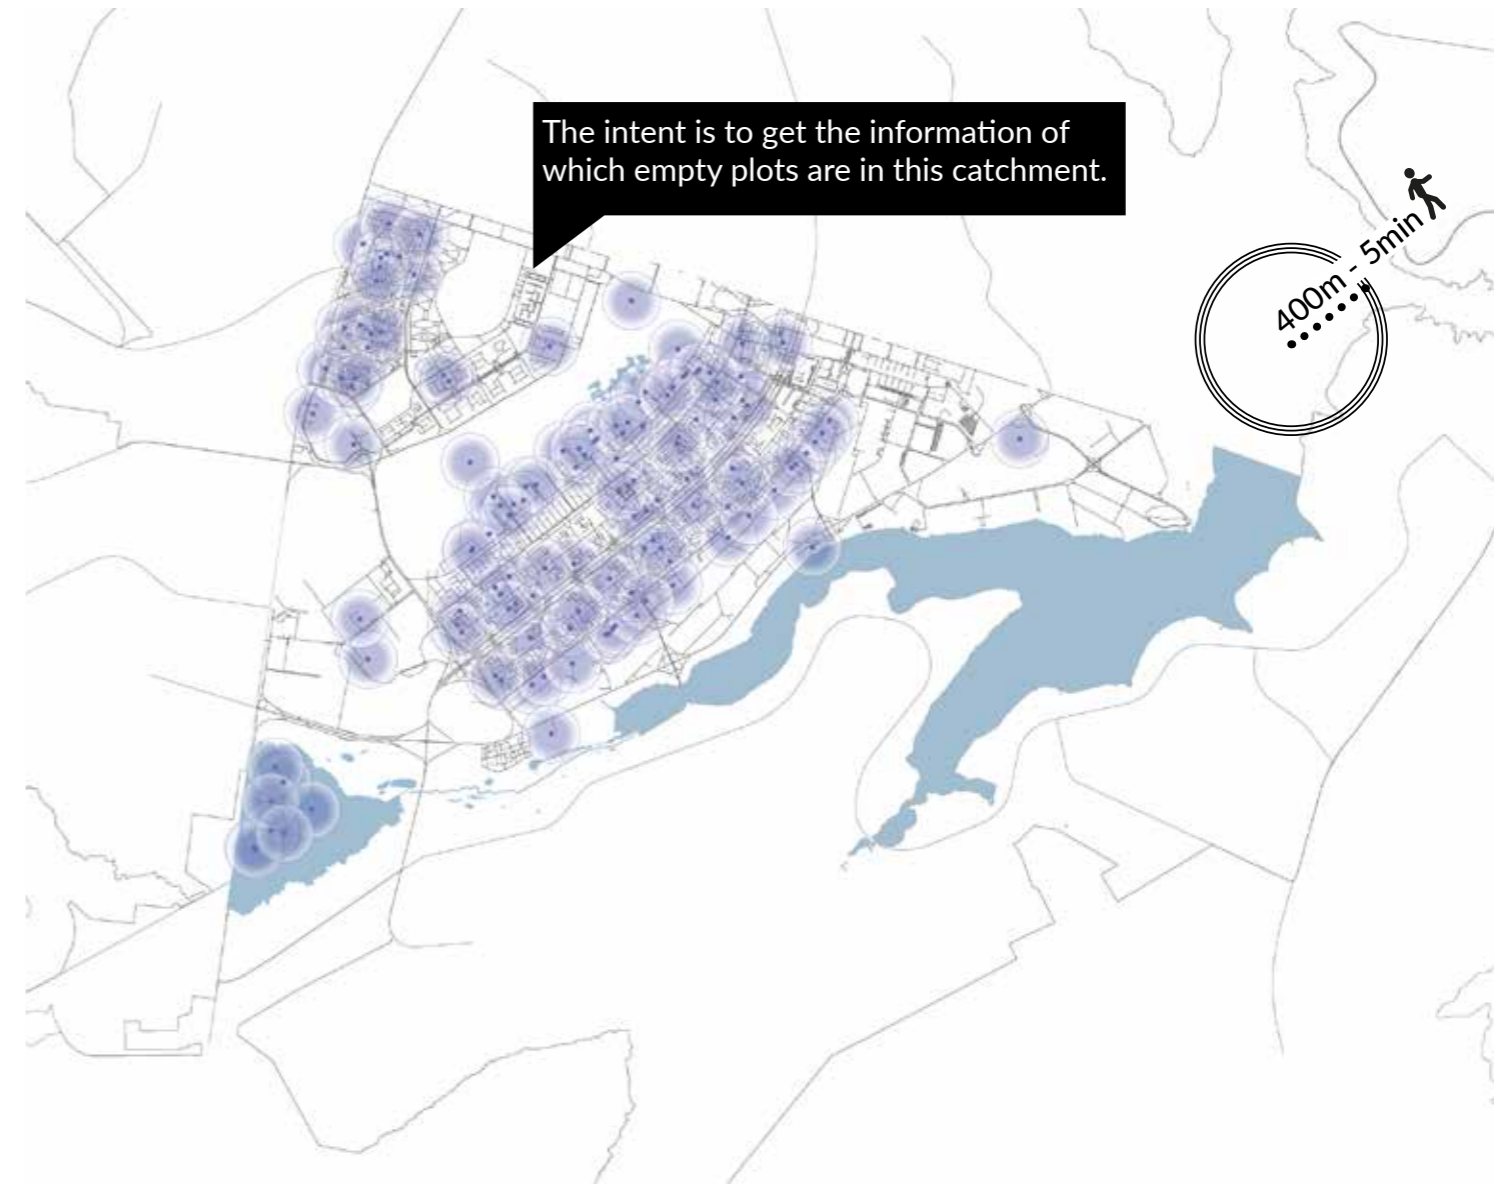 The intent is to get the information of
which empty plots are in this catchment.
400m - 5min